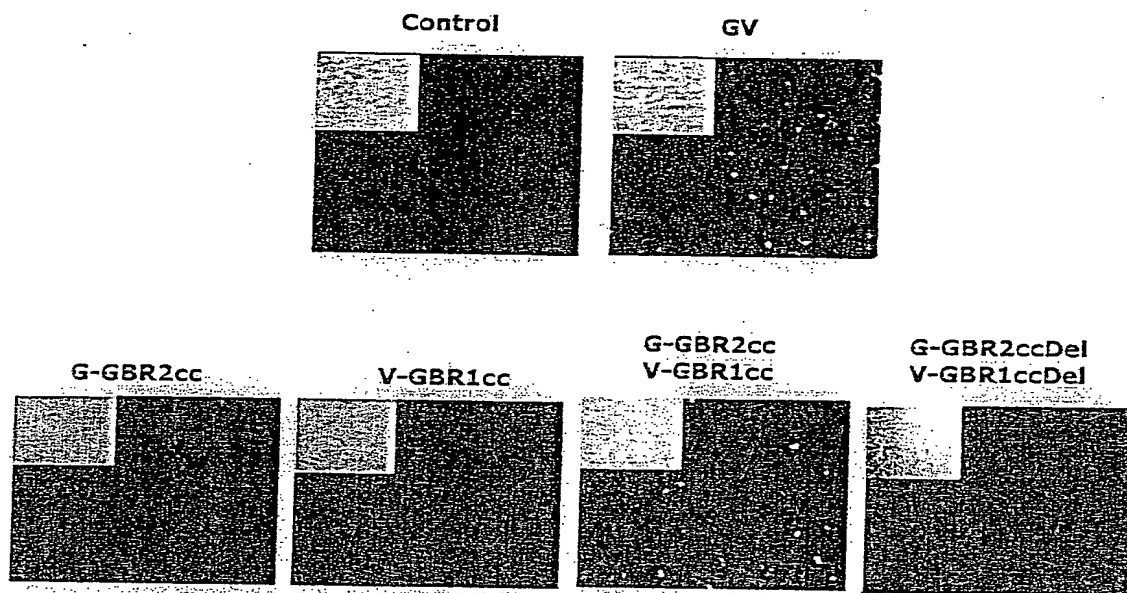 Control
GV
G-GBR2cc
V-GBR1cc
G-GBR2cc
V-GBR1cc
G-GBR2ccDel
V-GBR1ccDel